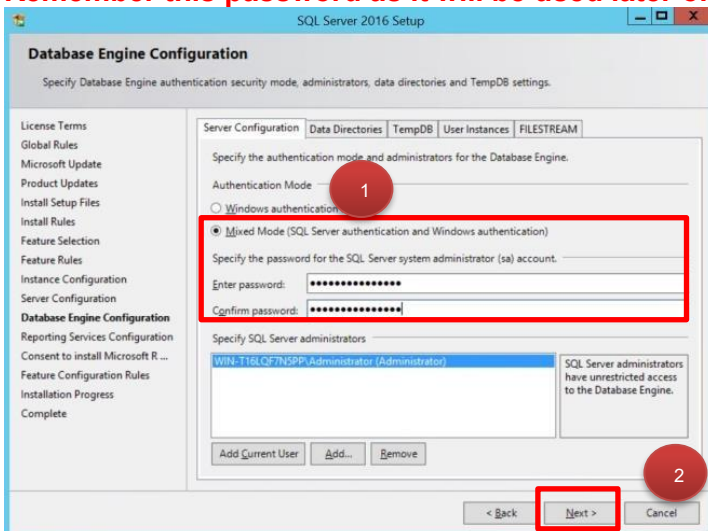 Remember this password as it will be used later on
SQL Server 2016 Setup
Database Engine Configuration
Specify Database Engine authentication security mode, administrators, data directories and TempDB settings.
License Terms
Global Rules
Microsoft Update
Product Updates
Install Setup Files
Install Rules
Feature Selection
Feature Rules
Instance Configuration
Server Configuration
Database Engine Configuration
Reporting Services Configuration
Consent to install Microsoft R ...
Feature Configuration Rules
Installation Progress
Complete
Server Configuration Data Directories TempDB User Instances FILESTREAM
Specify the authentication mode and administrators for the Database Engine.
Authentication Mode
1
Windows authentication
Mixed Mode (SQL Server authentication and Windows authentication)
Specify the password for the SQL Server system administrator (sa) account.
Enter password: •••••••••••••••
Confirm password: •••••••••••••••
Specify SQL Server administrators
WIN-T16LQF7N5PP\Administrator (Administrator)
SQL Server administrators
have unrestricted access
to the Database Engine.
Add Current User Add... Remove
2
< Back Next > Cancel